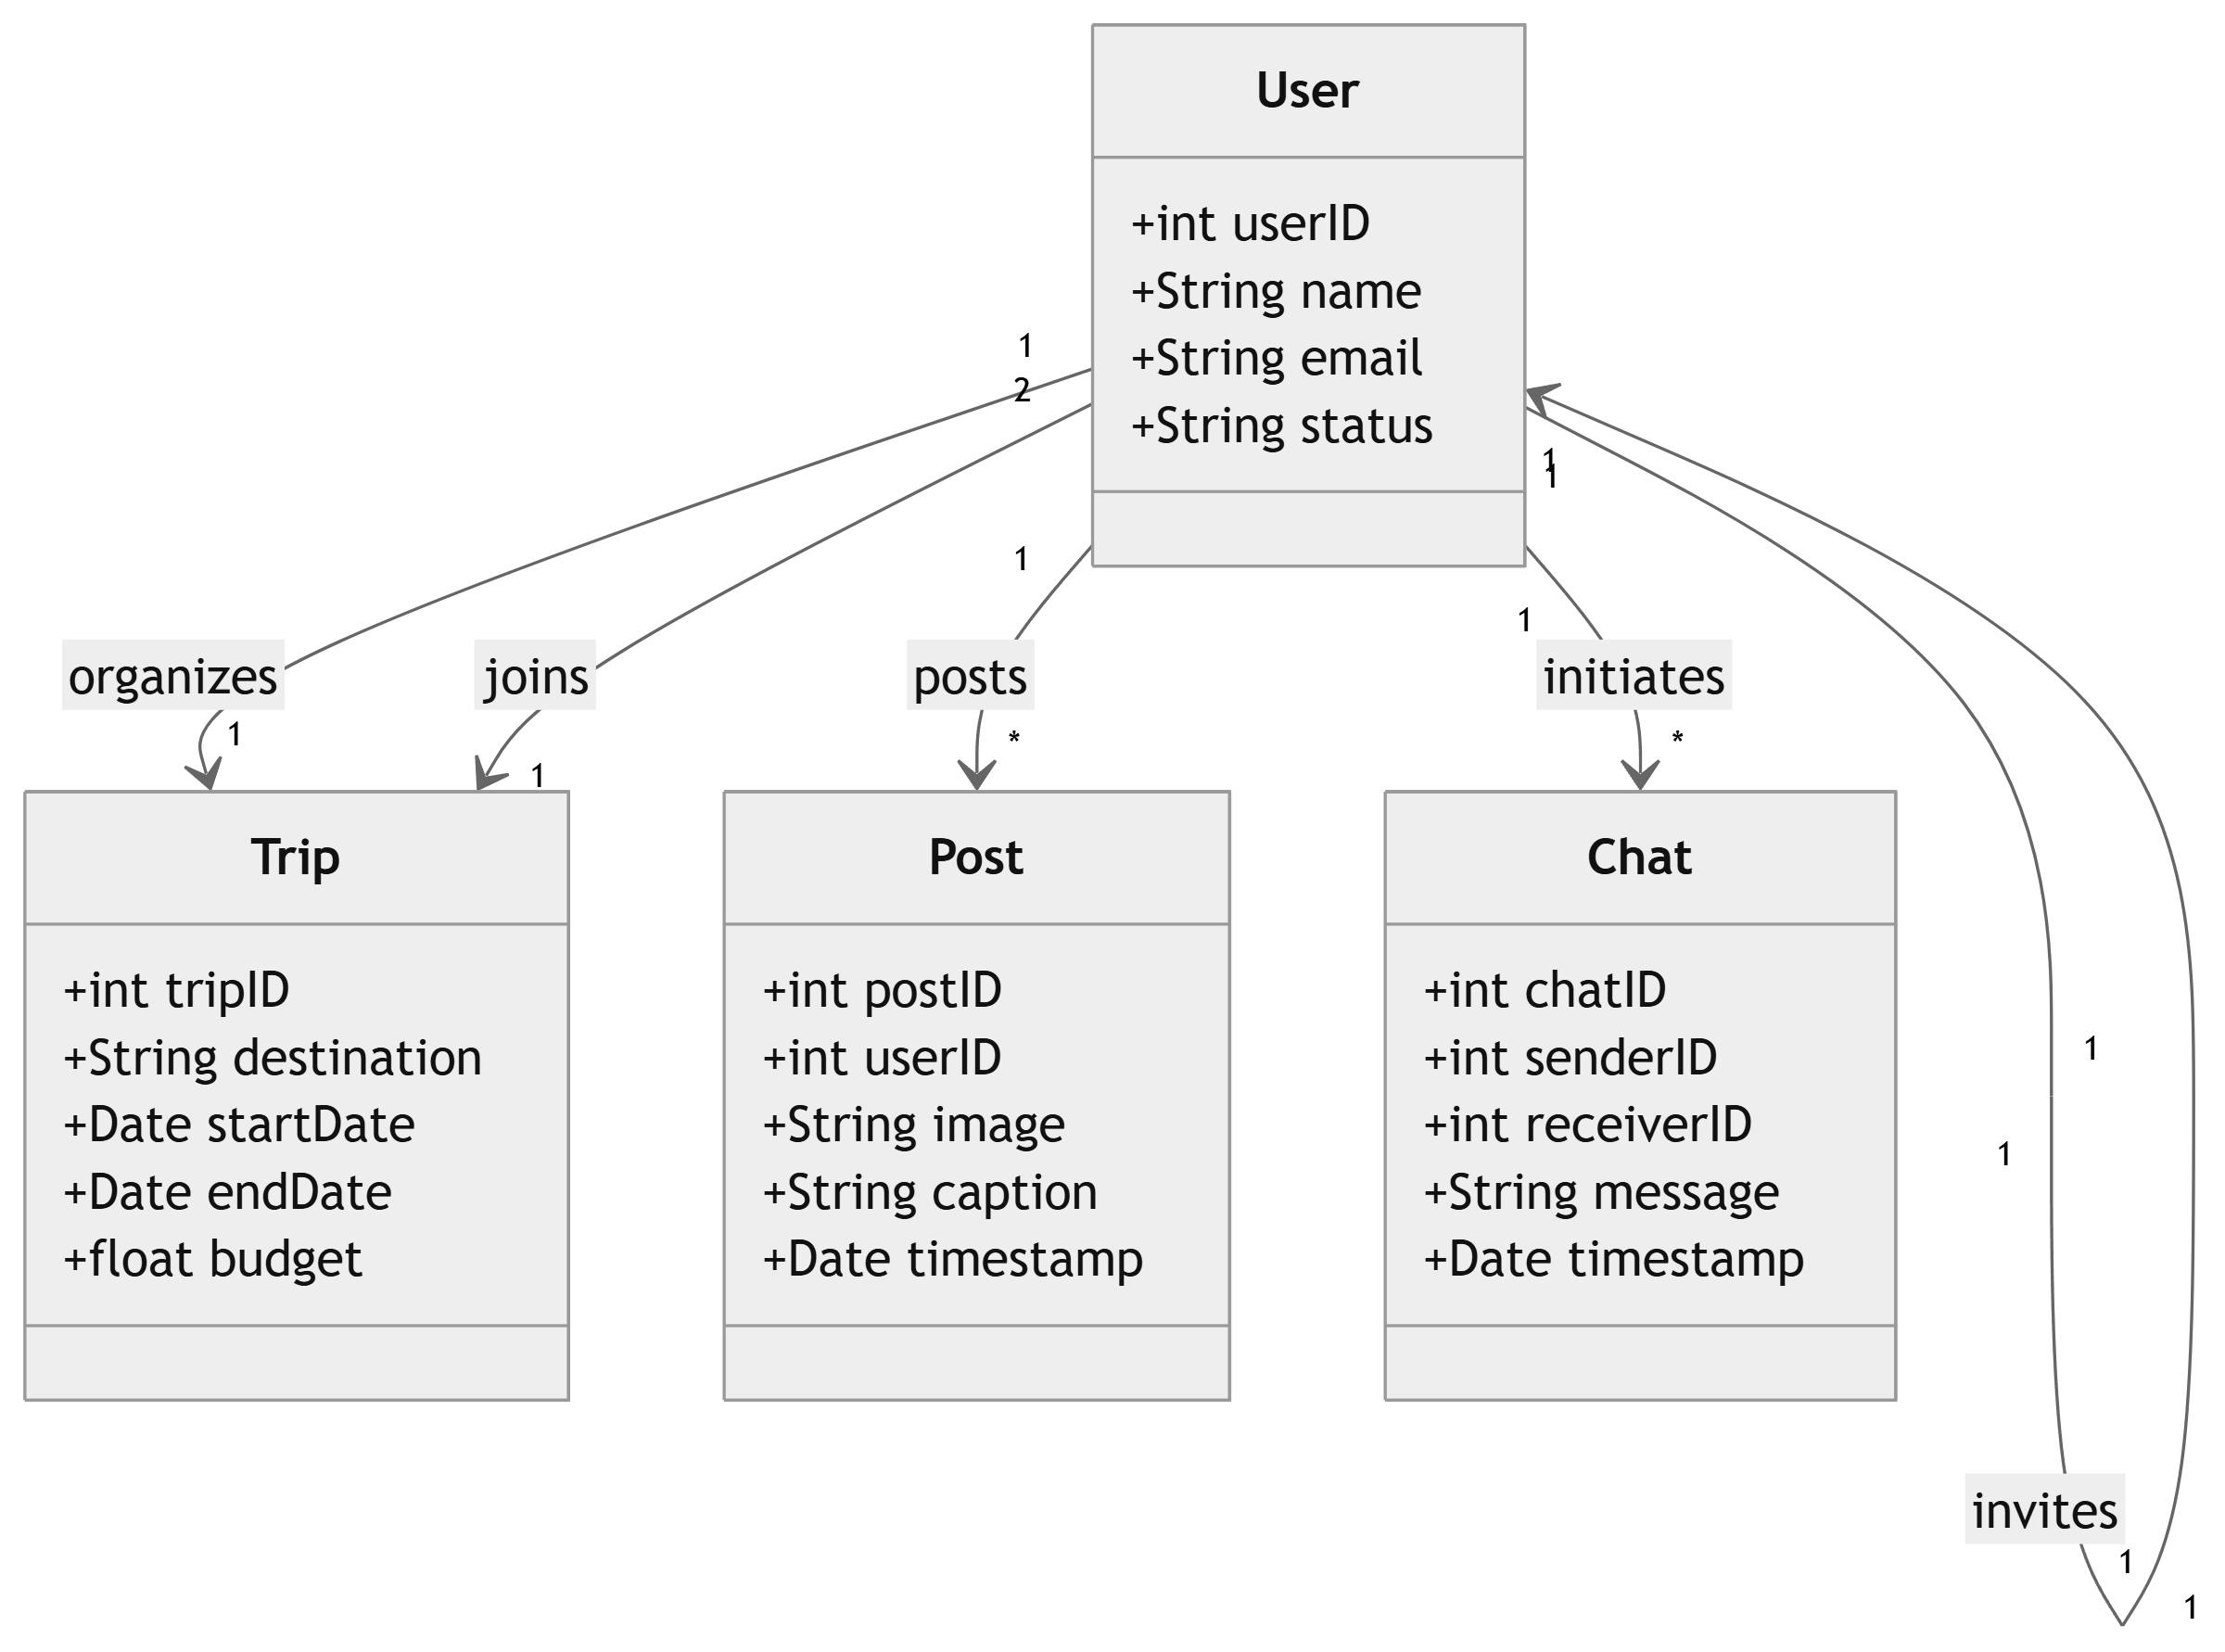 User
+int userID
+String name
+String email
+String status
1
2
1
1
1
1
organizes
joins
posts
initiates
1
1
*
*
Trip
+int tripID
+String destination
+Date startDate
+Date endDate
+float budget
Post
+int postID
+int userID
+String image
+String caption
+Date timestamp
Chat
+int chatID
+int senderID
+int receiverID
+String message
+Date timestamp
1
1
invites
1
1